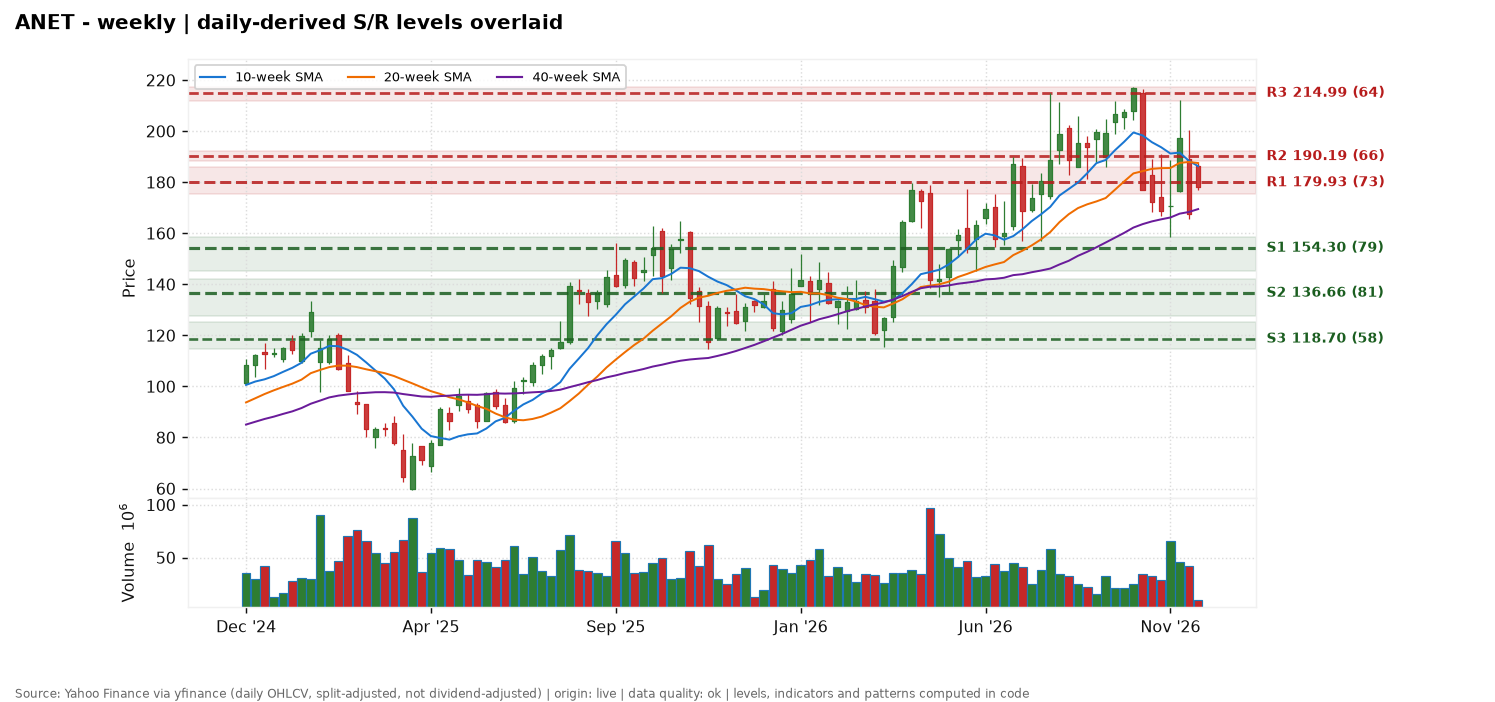 ANET - weekly | daily-derived S/R levels overlaid
10-week SMA 20-week SMA 40-week SMA
Price
220
200
180
160
140
120
100
80
60
R3 214.99 (64)
R2 190.19 (66)
R1 179.93 (73)
S1 154.30 (79)
S2 136.66 (81)
S3 118.70 (58)
Volume 10⁶
100
50
Dec '24 Apr '25 Sep '25 Jan '26 Jun '26 Nov '26
Source: Yahoo Finance via yfinance (daily OHLCV, split-adjusted, not dividend-adjusted) | origin: live | data quality: ok | levels, indicators and patterns computed in code